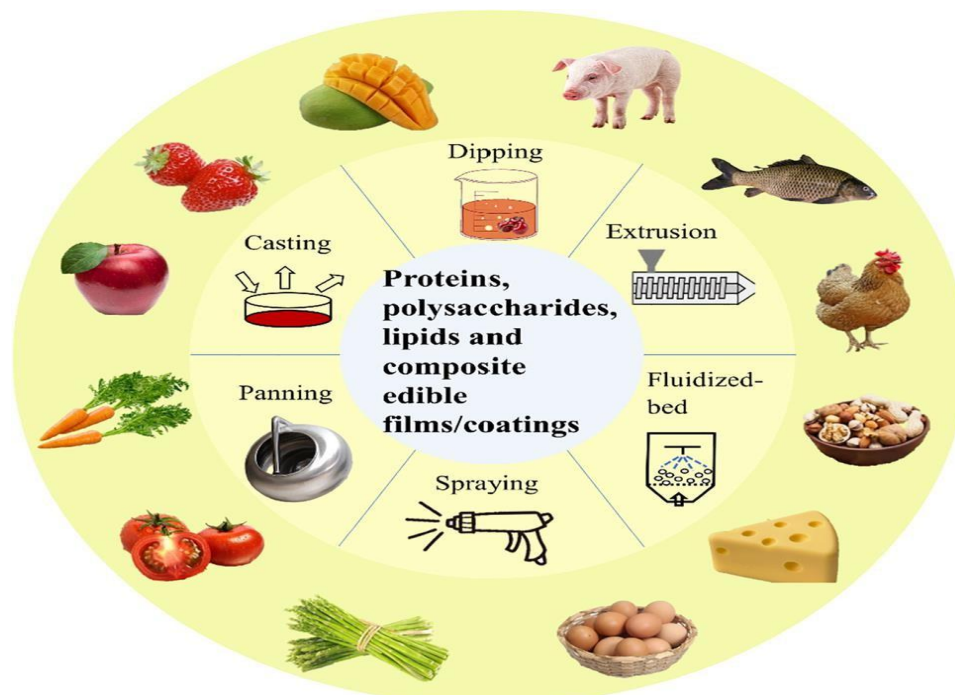 Dipping
Extrusion
Fluidized-
bed
Spraying
Panning
Casting
Proteins,
polysaccharides,
lipids and
composite
edible
films/coatings